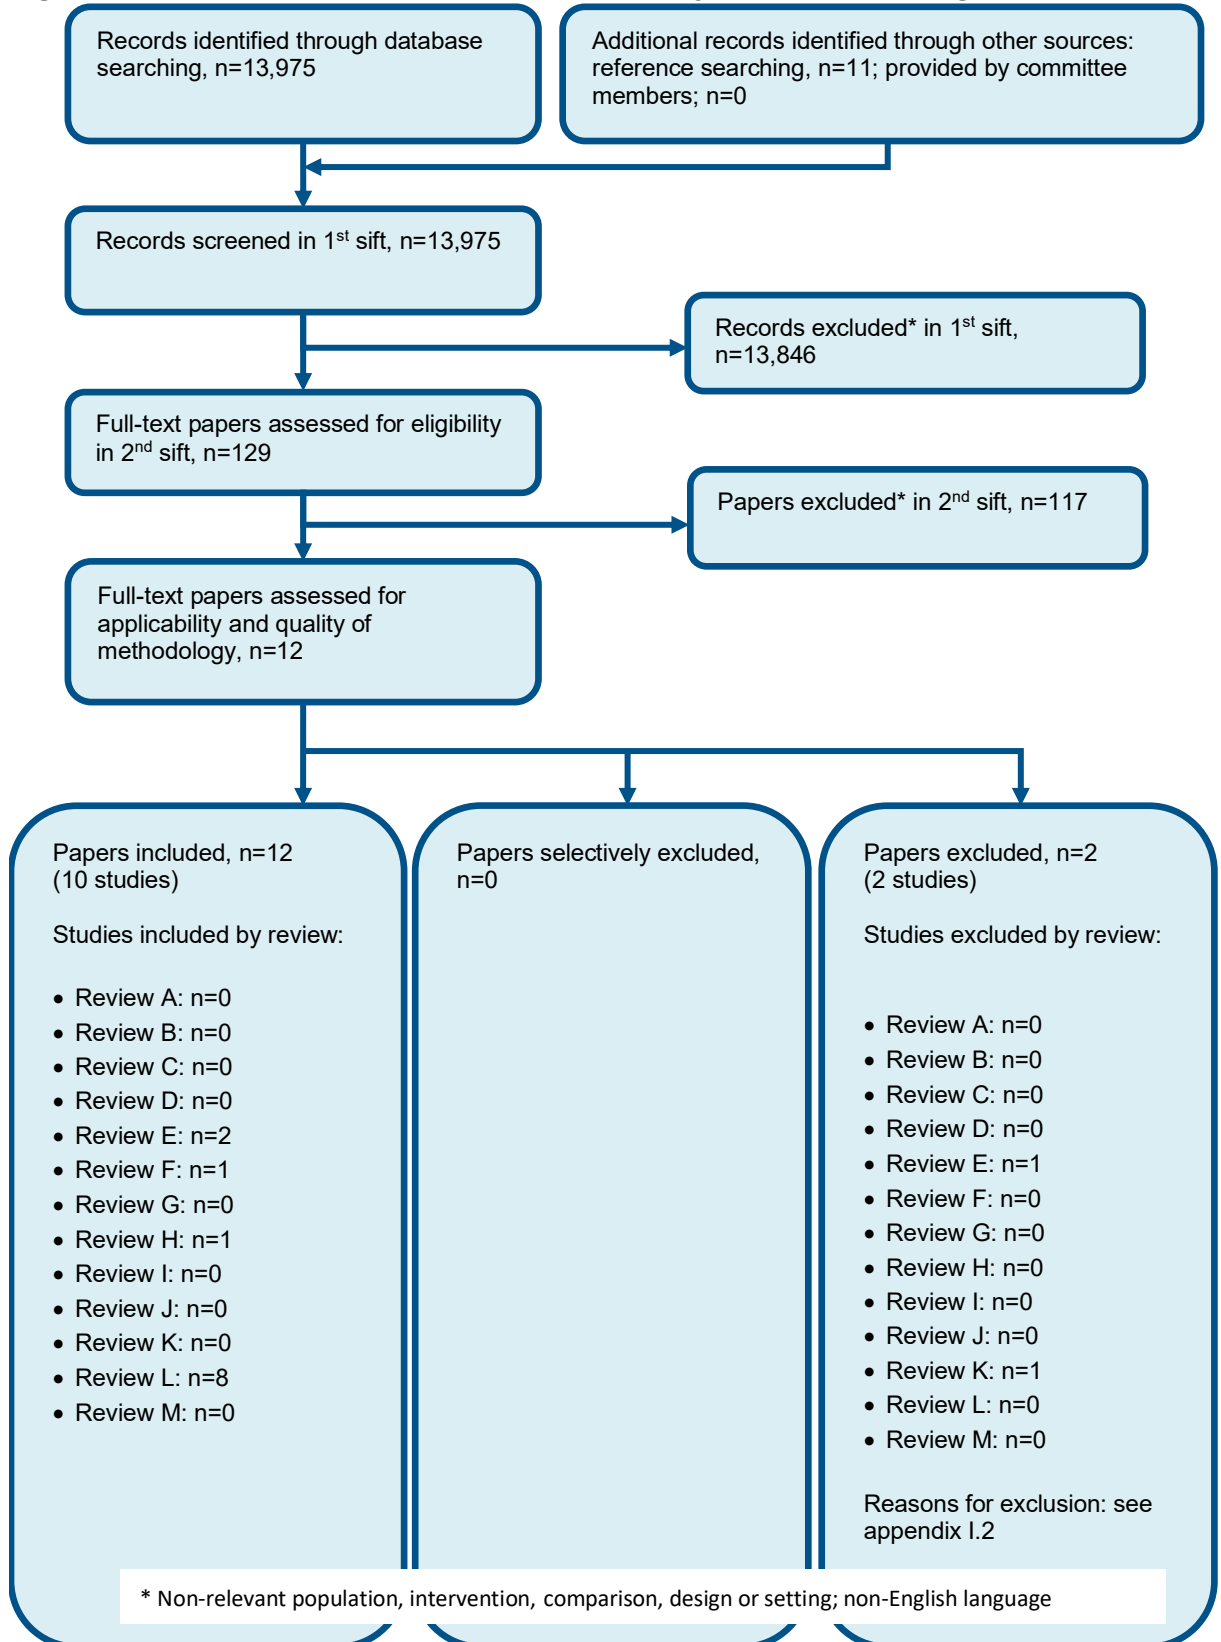 Records identified through database
searching, n=13,975
Additional records identified through other sources:
reference searching, n=11; provided by committee
members; n=0
Records screened in 1st sift, n=13,975
Records excluded* in 1st sift,
n=13,846
Full-text papers assessed for eligibility
in 2nd sift, n=129
Papers excluded* in 2nd sift, n=117
Full-text papers assessed for
applicability and quality of
methodology, n=12
Papers included, n=12
(10 studies)
Studies included by review:
• Review A: n=0
• Review B: n=0
• Review C: n=0
• Review D: n=0
• Review E: n=2
• Review F: n=1
• Review G: n=0
• Review H: n=1
• Review I: n=0
• Review J: n=0
• Review K: n=0
• Review L: n=8
• Review M: n=0
Papers selectively excluded,
n=0
Papers excluded, n=2
(2 studies)
Studies excluded by review:
• Review A: n=0
• Review B: n=0
• Review C: n=0
• Review D: n=0
• Review E: n=1
• Review F: n=0
• Review G: n=0
• Review H: n=0
• Review I: n=0
• Review J: n=0
• Review K: n=1
• Review L: n=0
• Review M: n=0
Reasons for exclusion: see
appendix I.2
* Non-relevant population, intervention, comparison, design or setting; non-English language